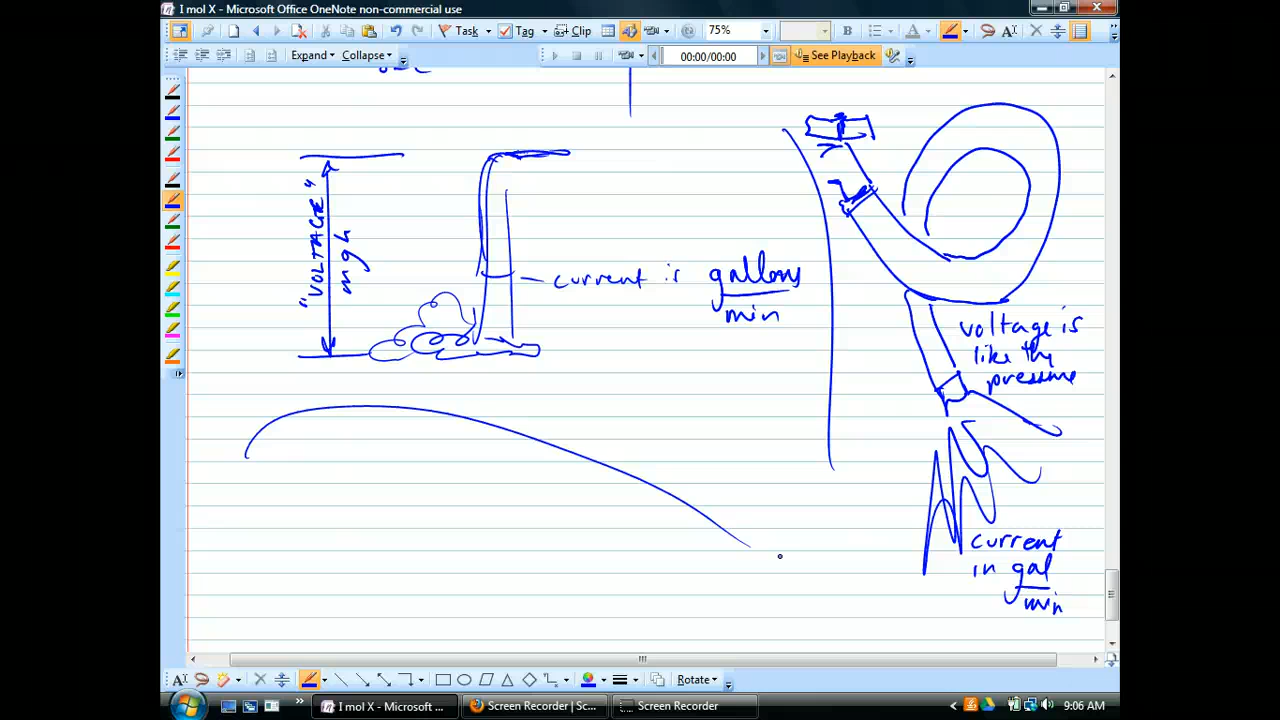 I mol X - Microsoft Office OneNote non-commercial use
Task
Tag
Clip
75%
B
A
Expand
Collapse
00:00/00:00
See Playback
"VOLTAGE"
mgh
current is gallons
min
voltage is
like the
pressure
current
in gal
min
Rotate
I mol X - Microsoft ...
Screen Recorder | Sc...
Screen Recorder
9:06 AM